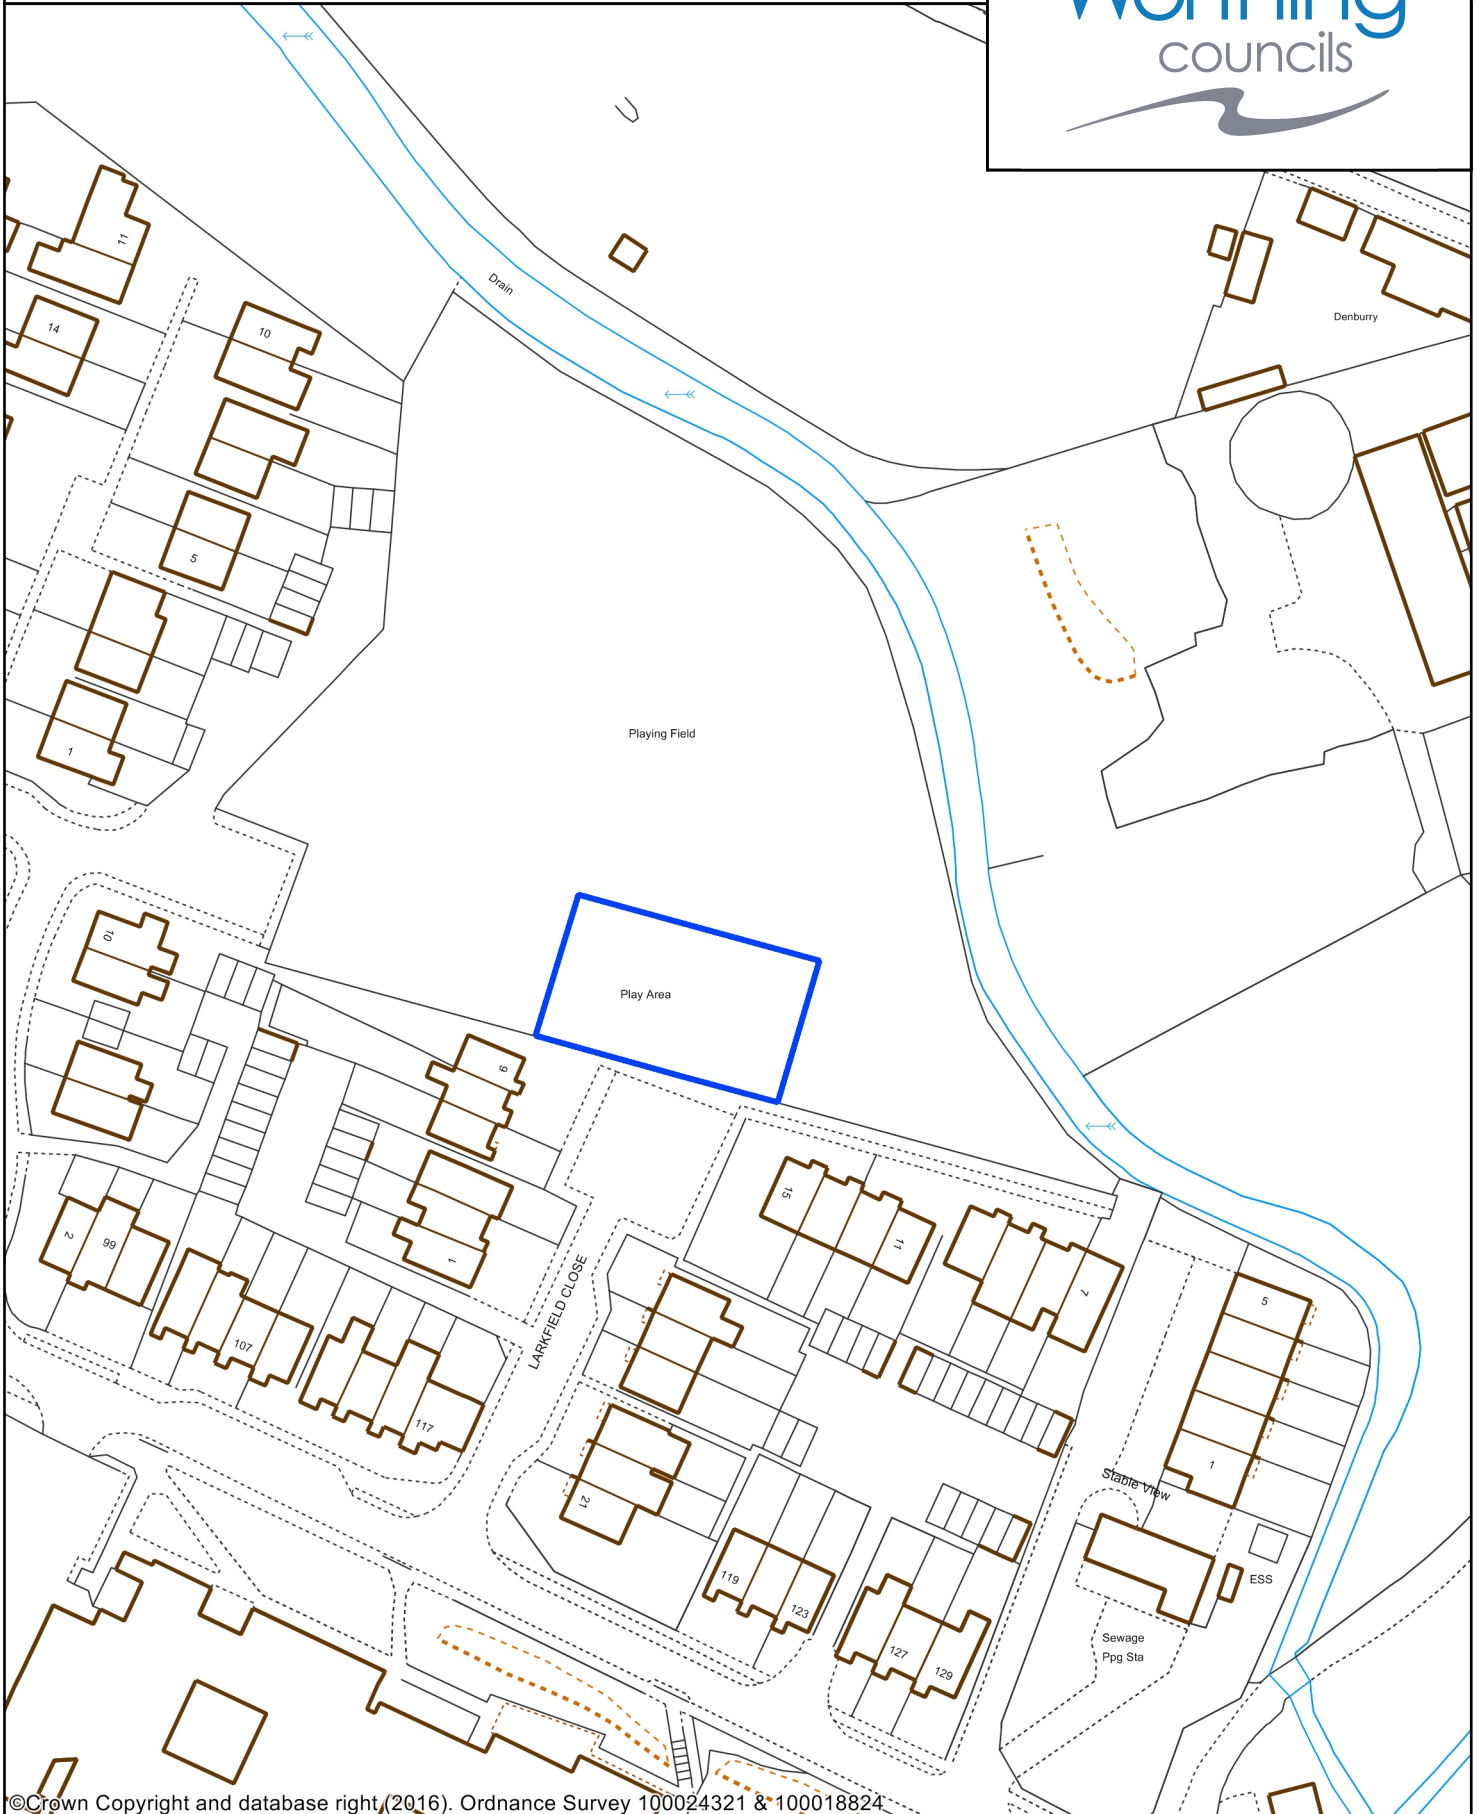 Worthing
councils
Drain
Denburry
11
14
10
5
1
Playing Field
Play Area
10
9
1
2
99
107
117
LARKFIELD CLOSE
15
11
7
5
1
Stable View
21
119
123
127
129
ESS
Sewage
Ppg Sta
©Crown Copyright and database right (2016). Ordnance Survey 100024321 & 100018824